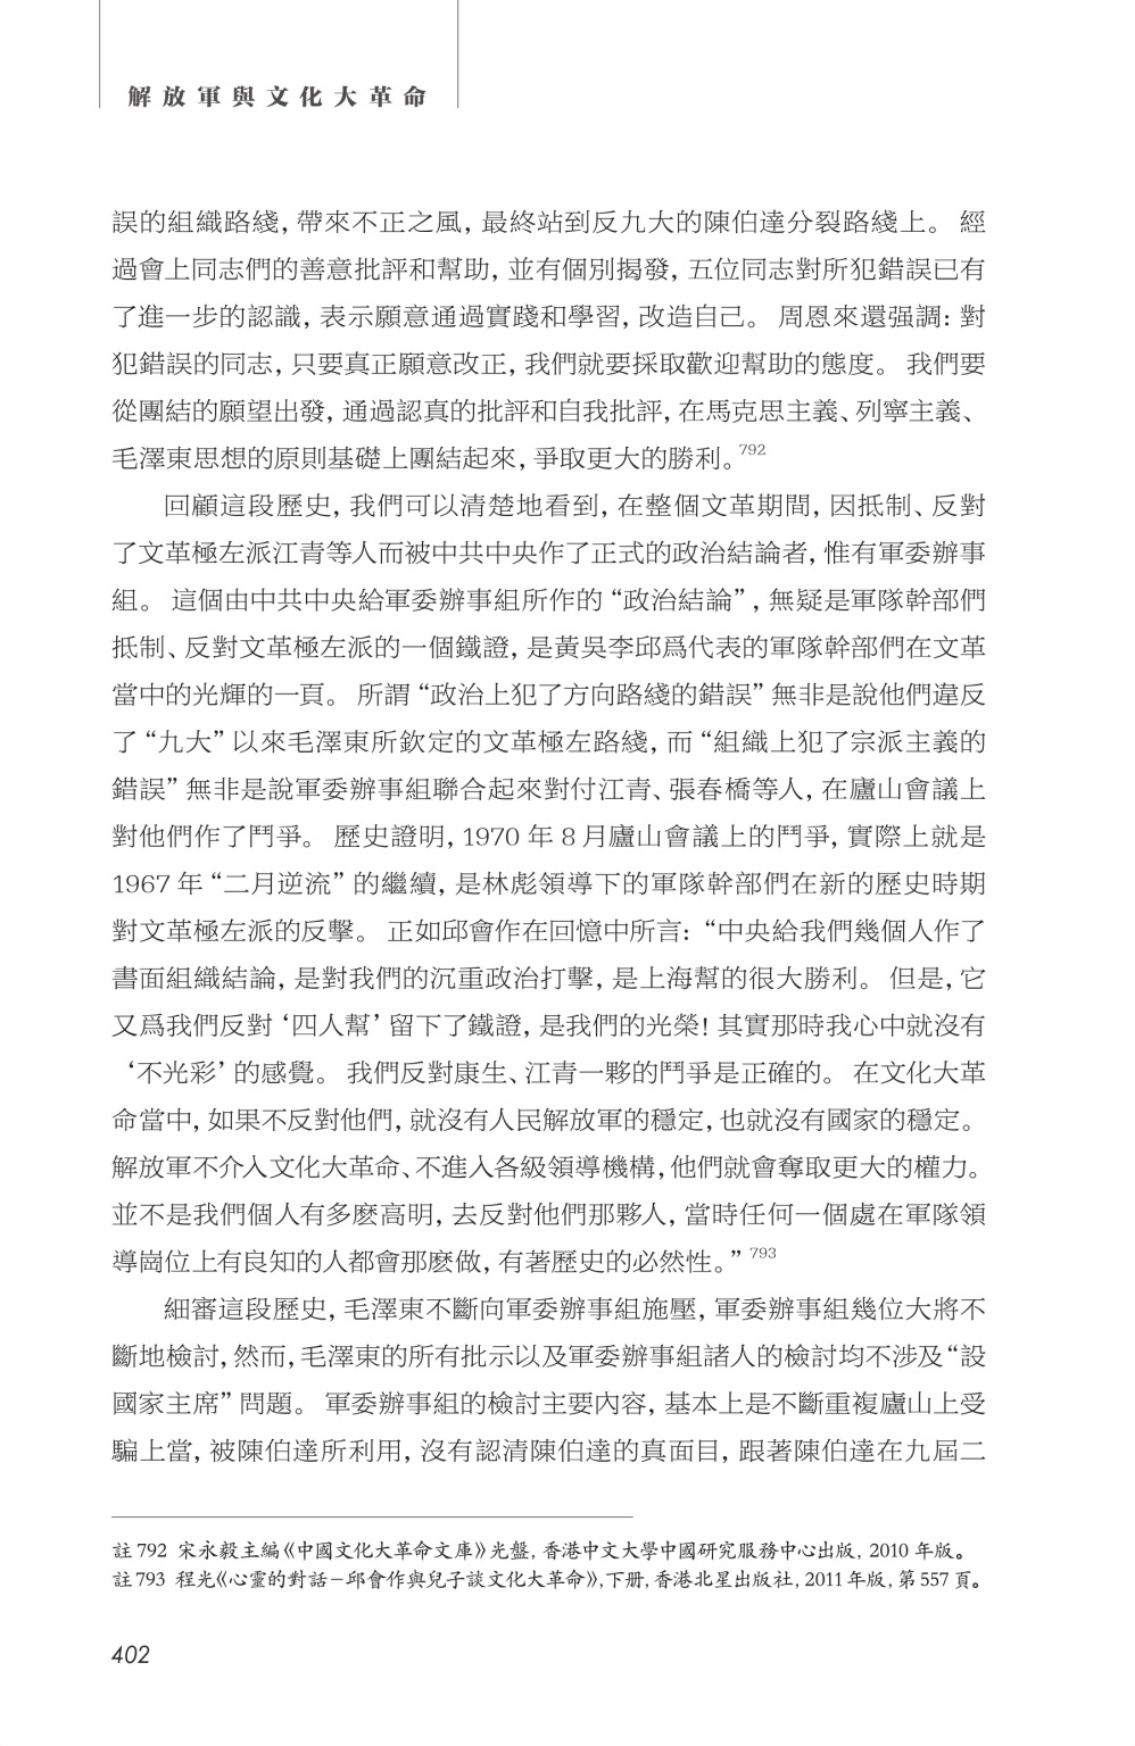 解放軍與文化大革命
誤的組織路綫，帶來不正之風，最終站到反九大的陳伯達分裂路綫上。 經
過會上同志們的善意批評和幫助，並有個別揭發，五位同志對所犯錯誤已有
了進一步的認識，表示願意通過實踐和學習，改造自己。 周恩來還强調：對
犯錯誤的同志，只要真正願意改正，我們就要採取歡迎幫助的態度。 我們要
從團結的願望出發，通過認真的批評和自我批評，在馬克思主義、列寧主義、
毛澤東思想的原則基礎上團結起來，爭取更大的勝利。792
回顧這段歷史，我們可以清楚地看到，在整個文革期間，因抵制、反對
了文革極左派江青等人而被中共中央作了正式的政治結論者，惟有軍委辦事
組。 這個由中共中央給軍委辦事組所作的“政治結論”，無疑是軍隊幹部們
抵制、反對文革極左派的一個鐵證，是黃吳李邱爲代表的軍隊幹部們在文革
當中的光輝的一頁。 所謂“政治上犯了方向路綫的錯誤”無非是說他們違反
了“九大”以來毛澤東所欽定的文革極左路綫，而“組織上犯了宗派主義的
錯誤”無非是說軍委辦事組聯合起來對付江青、張春橋等人，在廬山會議上
對他們作了鬥爭。 歷史證明，1970 年 8 月廬山會議上的鬥爭，實際上就是
1967 年“二月逆流”的繼續，是林彪領導下的軍隊幹部們在新的歷史時期
對文革極左派的反擊。 正如邱會作在回憶中所言：“中央給我們幾個人作了
書面組織結論，是對我們的沉重政治打擊，是上海幫的很大勝利。 但是，它
又爲我們反對‘四人幫’留下了鐵證，是我們的光榮！其實那時我心中就沒有
‘不光彩’的感覺。 我們反對康生、江青一夥的鬥爭是正確的。 在文化大革
命當中，如果不反對他們，就沒有人民解放軍的穩定，也就沒有國家的穩定。
解放軍不介入文化大革命、不進入各級領導機構，他們就會奪取更大的權力。
並不是我們個人有多麽高明，去反對他們那夥人，當時任何一個處在軍隊領
導崗位上有良知的人都會那麽做，有著歷史的必然性。”793
細審這段歷史，毛澤東不斷向軍委辦事組施壓，軍委辦事組幾位大將不
斷地檢討，然而，毛澤東的所有批示以及軍委辦事組諸人的檢討均不涉及“設
國家主席”問題。 軍委辦事組的檢討主要內容，基本上是不斷重複廬山上受
騙上當，被陳伯達所利用，沒有認清陳伯達的真面目，跟著陳伯達在九屆二
註 792 宋永毅主編《中國文化大革命文庫》光盤，香港中文大學中國研究服務中心出版，2010 年版。
註 793 程光《心靈的對話－邱會作與兒子談文化大革命》，下册，香港北星出版社，2011 年版，第 557 頁。
402